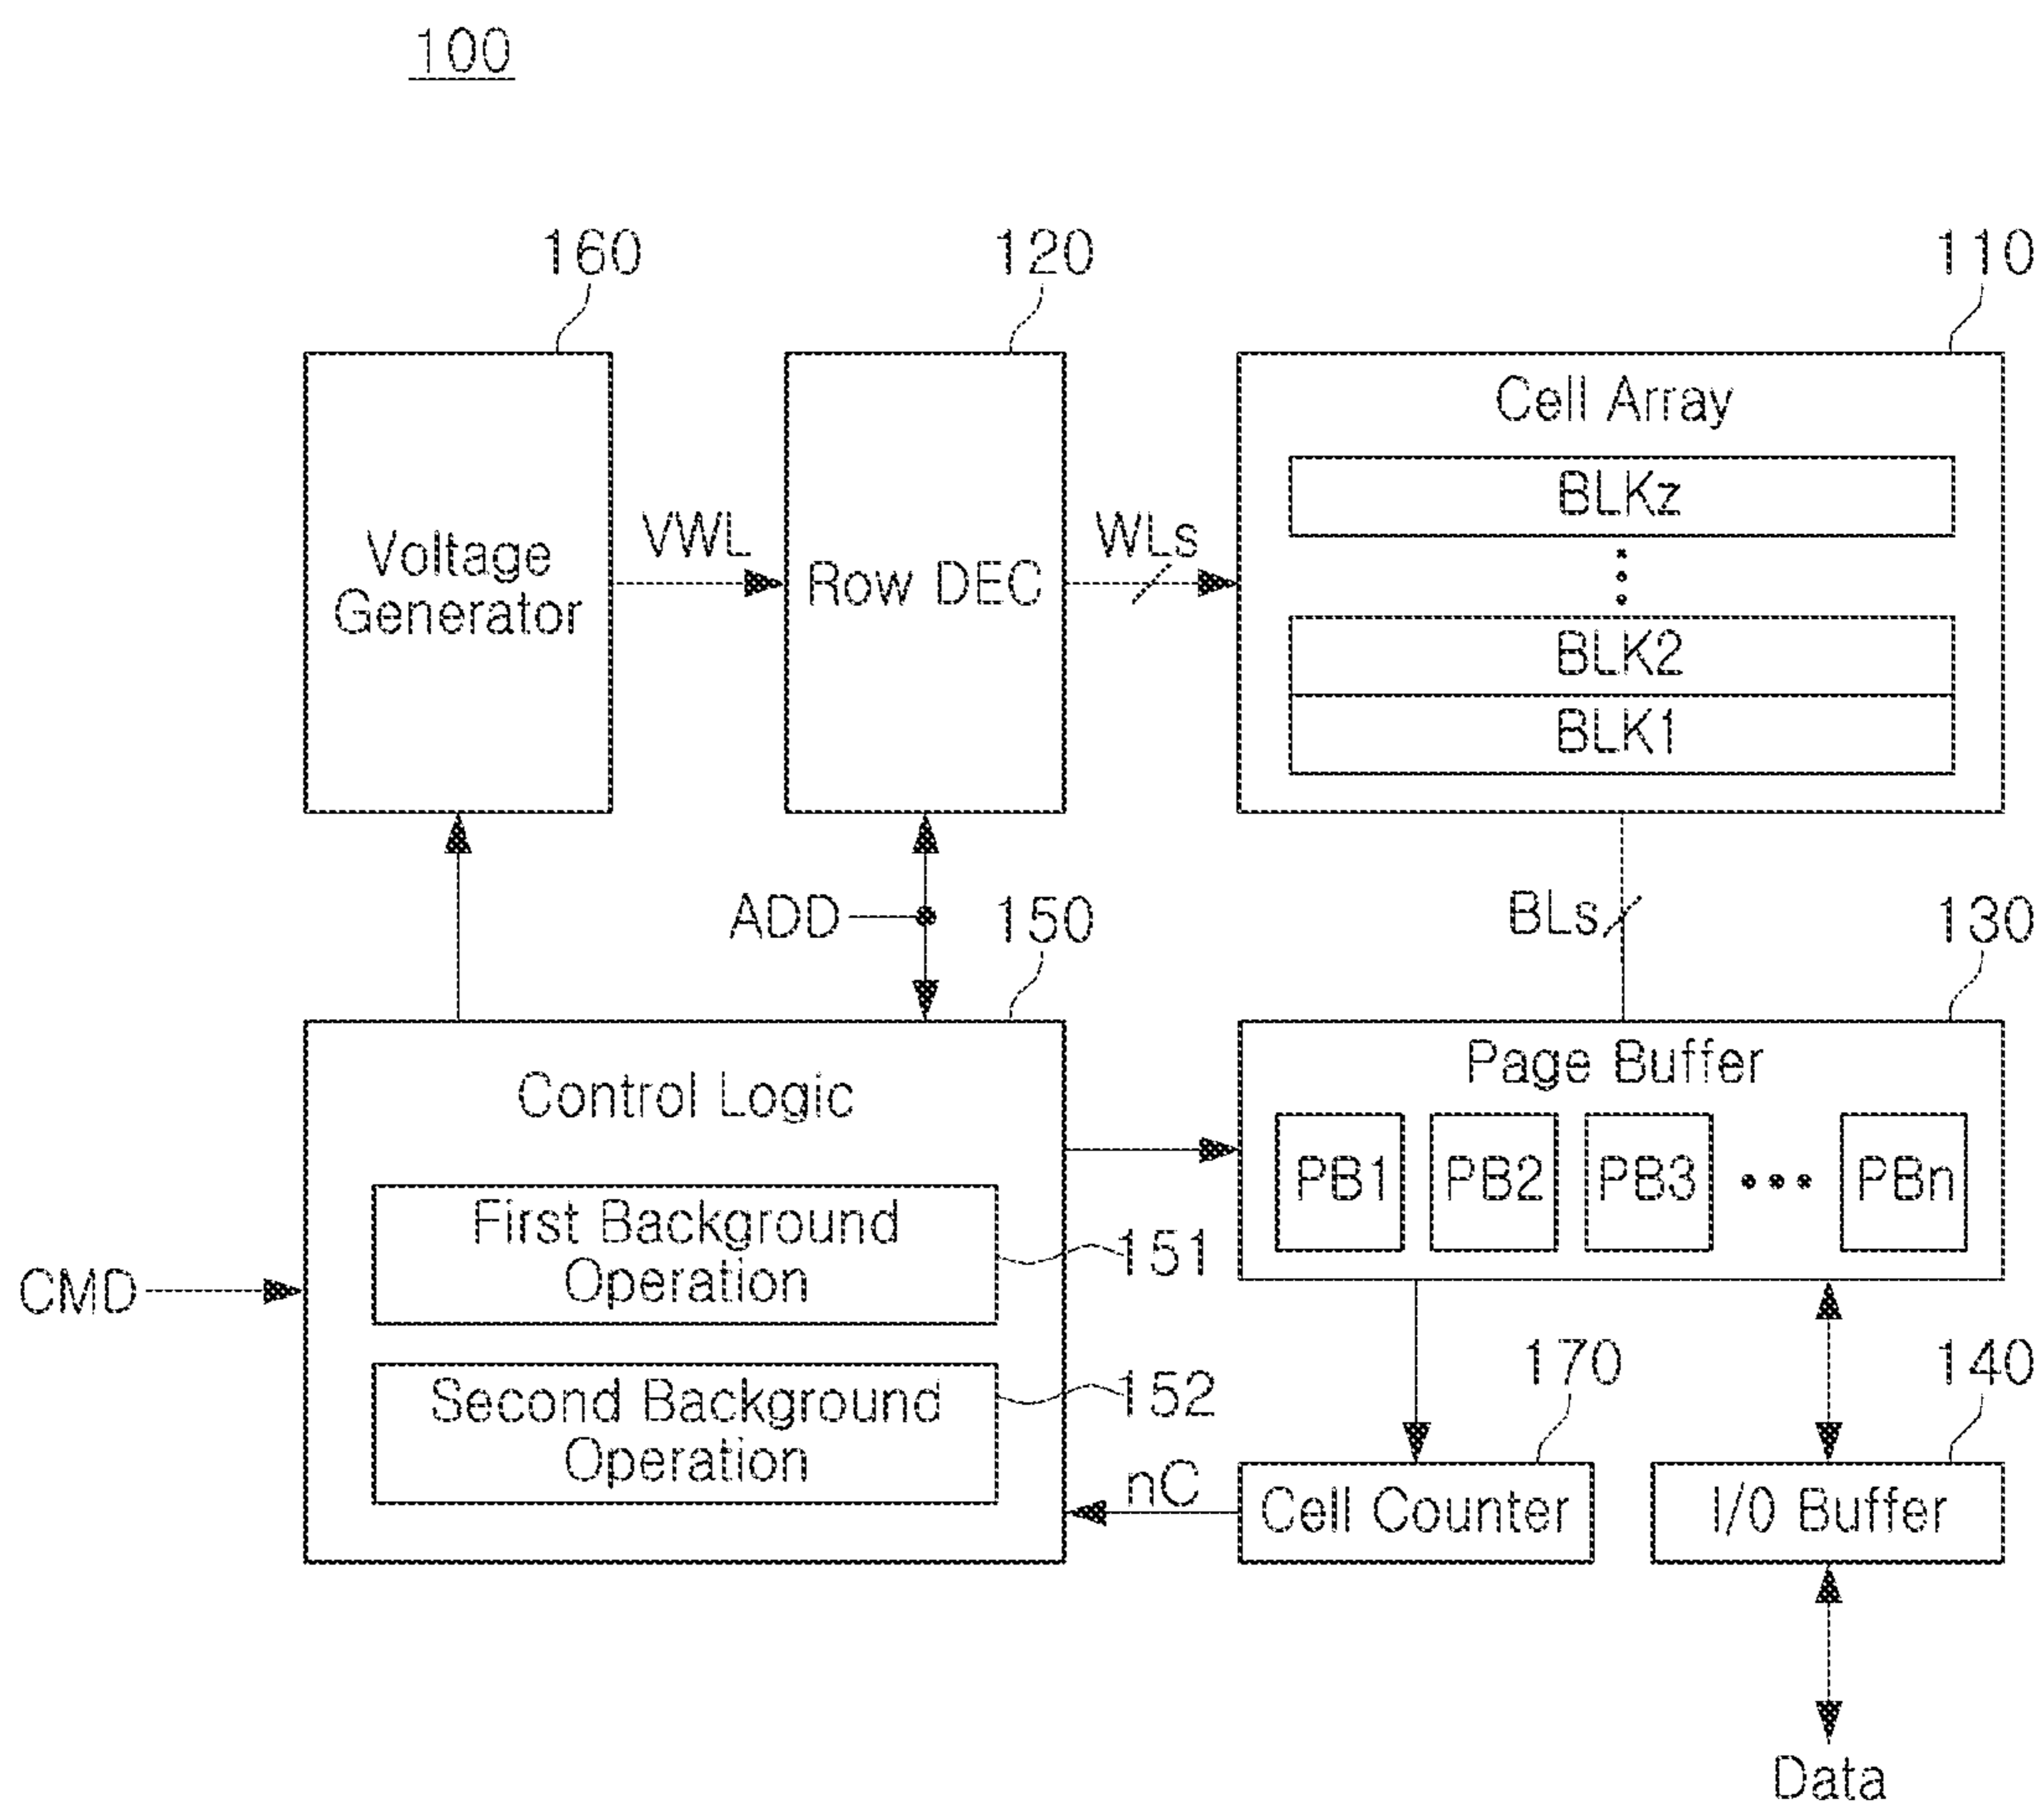 100
160
120
110
Voltage
Generator
VWL
Row DEC
WLs
Cell Array
BLKz
BLK2
BLK1
ADD
150
BLs
130
Control Logic
First Background
Operation
151
Second Background
Operation
152
CMD
Page Buffer
PB1 PB2 PB3 ••• PBn
170
140
nC
Cell Counter
I/0 Buffer
Data